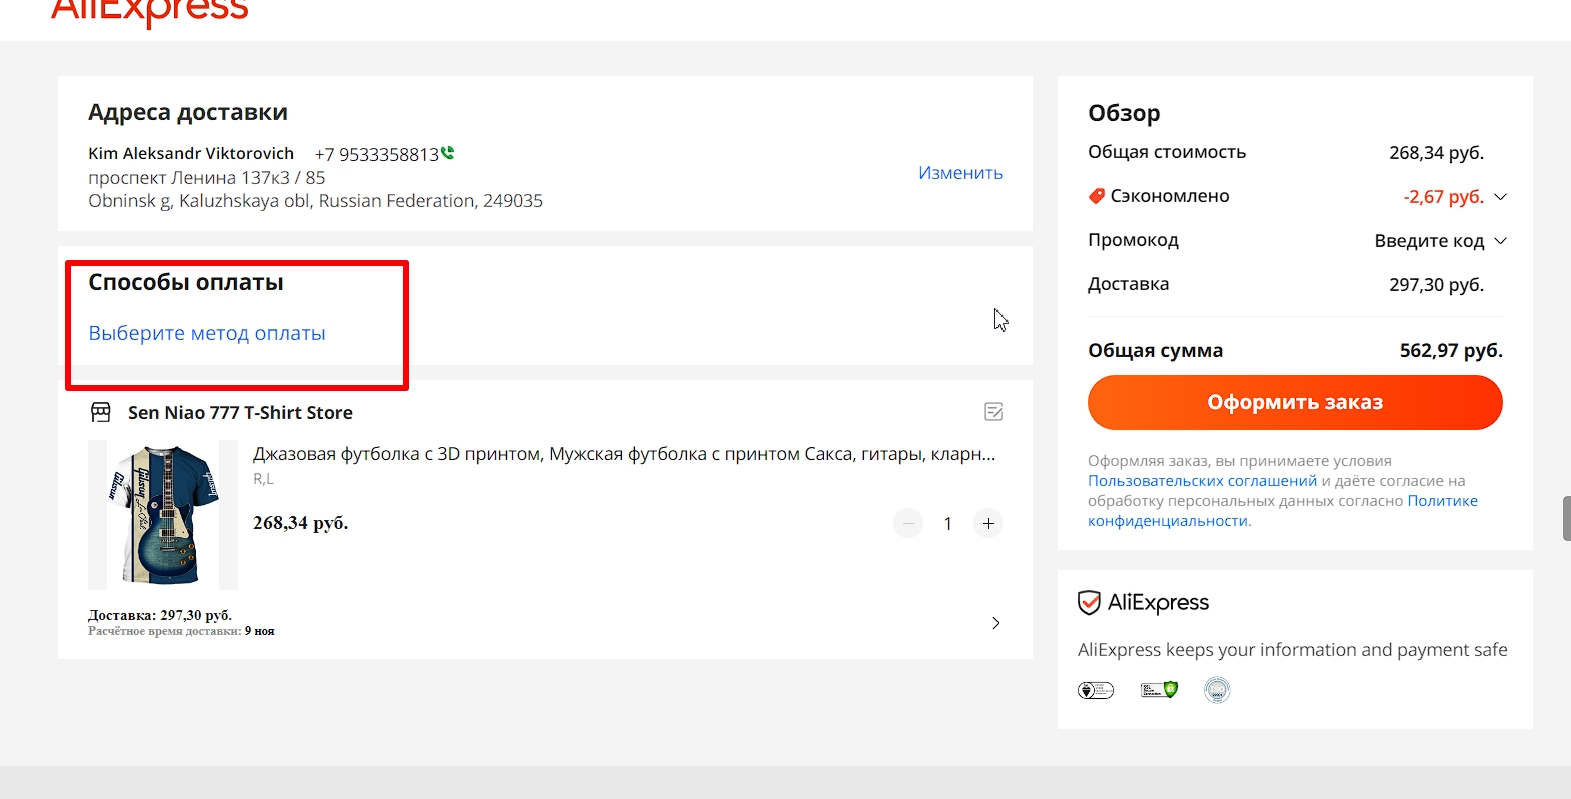 AliExpress
Адреса доставки
Kim Aleksandr Viktorovich +7 9533358813
проспект Ленина 137к3 / 85
Obninsk g, Kaluzhskaya obl, Russian Federation, 249035
Изменить
Способы оплаты
Выберите метод оплаты
Sen Niao 777 T-Shirt Store
Джазовая футболка с 3D принтом, Мужская футболка с принтом Сакса, гитары, кларн...
R,L
268,34 руб.
1
Доставка: 297,30 руб.
Расчётное время доставки: 9 ноя
Обзор
Общая стоимость 268,34 руб.
Сэкономлено -2,67 руб.
Промокод Введите код
Доставка 297,30 руб.
Общая сумма 562,97 руб.
Оформить заказ
Оформляя заказ, вы принимаете условия
Пользовательских соглашений и даёте согласие на
обработку персональных данных согласно Политике
конфиденциальности.
AliExpress
AliExpress keeps your information and payment safe